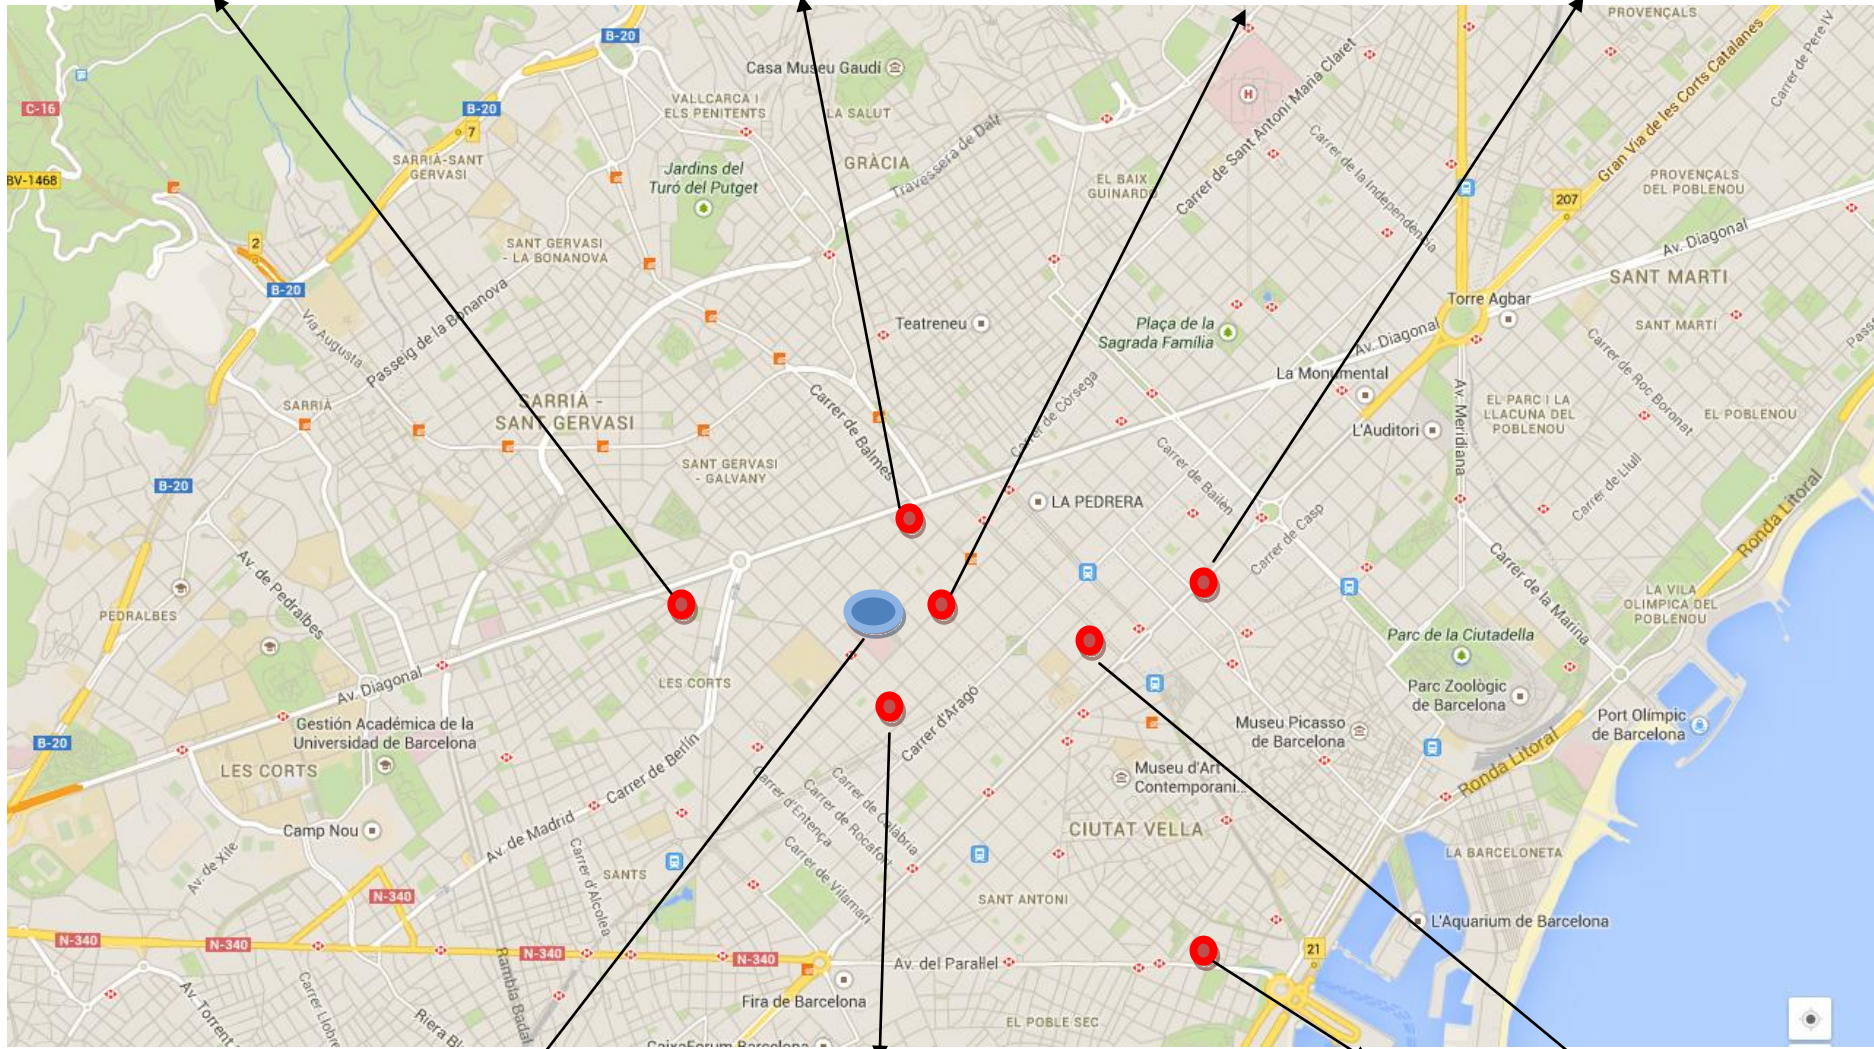 PROVENÇALS
B-20
Casa Museu Gaudí
C-16
B-20
VALLCARCA I
ELS PENITENTS
LA SALUT
H
Carrer de Sant Antoni Maria Claret
Gran Via de les Corts Catalanes
Carrer de Pere IV
7
SARRIÀ-SANT
GERVASI
GRÀCIA
Travessera de Dalt
Carrer de la Independència
BV-1468
Jardins del
Turó del Putget
EL BAIX
GUINARDÓ
PROVENÇALS
DEL POBLENOU
207
2
SANT GERVASI
- LA BONANOVA
Av. Diagonal
SANT MARTI
B-20
Via Augusta
Passeig de la Bonanova
Teatreneu
Plaça de la
Sagrada Família
Torre Agbar
SANT MARTI
Av. Diagonal
Carrer de Roc Boronat
La Monumental
SARRIÀ
SARRIÀ -
SANT GERVASI
Carrer de Balmes
Carrer de Còrsega
Av. Meridiana
EL PARC I LA
LLACUNA DEL
POBLENOU
EL POBLENOU
L'Auditori
SANT GERVASI
- GALVANY
Carrer de Bailèn
Carrer de Llull
B-20
LA PEDRERA
Carrer de Casp
Ronda Litoral
Av. de Pedralbes
Carrer de la Marina
PEDRALBES
LA VILA
OLIMPICA DEL
POBLENOU
Parc de la Ciutadella
Av. Diagonal
LES CORTS
Parc Zoològic
de Barcelona
Gestión Académica de la
Universidad de Barcelona
Carrer d'Aragó
Museu Picasso
de Barcelona
Port Olímpic
de Barcelona
B-20
LES CORTS
Carrer de Berlín
Museu d'Art
Contemporani...
Ronda Litoral
Carrer d'Entença
Carrer de Rocafort
Carrer de Calàbria
Camp Nou
Av. de Madrid
CIUTAT VELLA
Av. de Xile
Carrer d'Alcolea
Carrer de Vilamarí
LA BARCELONETA
SANTS
N-340
SANT ANTONI
L'Aquarium de Barcelona
N-340
N-340
N-340
N-340
21
Av. del Paral·lel
Rambla Badal
Fira de Barcelona
Av. Torrent
Carrer
Riera
EL POBLE SEC
CaixaForum Barcelona